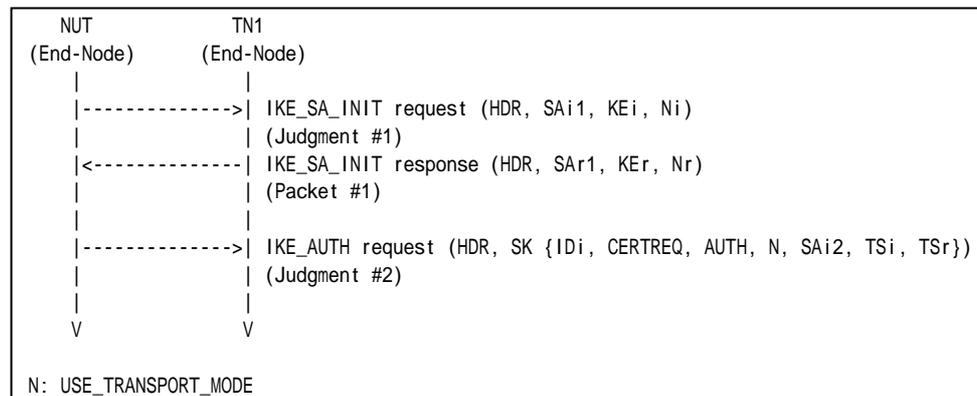 NUT TN1
(End-Node) (End-Node)
| |
|-------------->| IKE_SA_INIT request (HDR, SAi1, KEi, Ni)
| | (Judgment #1)
|<--------------| IKE_SA_INIT response (HDR, SAr1, KEr, Nr)
| | (Packet #1)
| |
|-------------->| IKE_AUTH request (HDR, SK {IDi, CERTREQ, AUTH, N, SAi2, TSi, TSr})
| | (Judgment #2)
| |
V V
N: USE_TRANSPORT_MODE